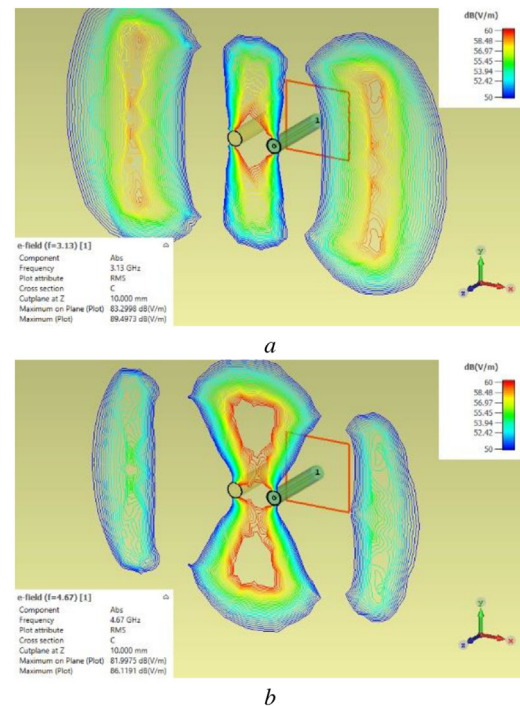 dB(V/m)
60
58.48
56.97
55.45
53.94
52.42
50
1
e-field (f=3.13) [1]
Component Abs
Frequency 3.13 GHz
Plot attribute RMS
Cross section C
Cutplane at Z 10.000 mm
Maximum on Plane (Plot) 83.2998 dB(V/m)
Maximum (Plot) 89.4973 dB(V/m)
y
z x
a
dB(V/m)
60
58.48
56.97
55.45
53.94
52.42
50
1
e-field (f=4.67) [1]
Component Abs
Frequency 4.67 GHz
Plot attribute RMS
Cross section C
Cutplane at Z 10.000 mm
Maximum on Plane (Plot) 81.9975 dB(V/m)
Maximum (Plot) 86.1191 dB(V/m)
y
z x
b